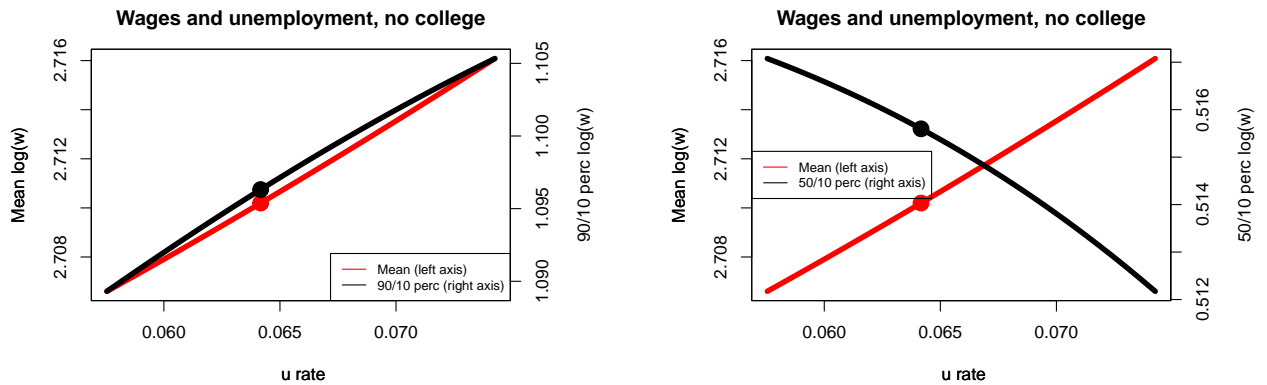 Wages and unemployment, no college
Mean log(w)
2.716
2.712
2.708
1.105
1.100
1.095
1.090
90/10 perc log(w)
Mean (left axis)
90/10 perc (right axis)
0.060
0.065
0.070
u rate
Wages and unemployment, no college
Mean log(w)
2.716
2.712
2.708
0.516
0.514
0.512
50/10 perc log(w)
Mean (left axis)
50/10 perc (right axis)
0.060
0.065
0.070
u rate